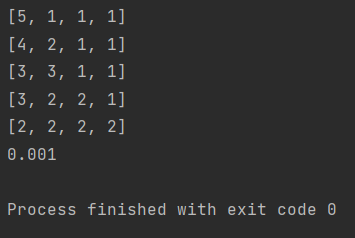 [5, 1, 1, 1]
[4, 2, 1, 1]
[3, 3, 1, 1]
[3, 2, 2, 1]
[2, 2, 2, 2]
0.001
Process finished with exit code 0